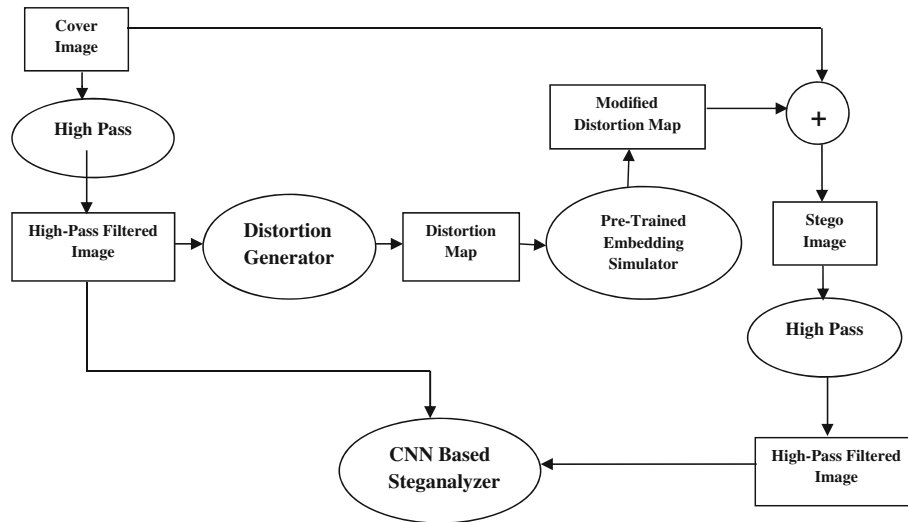 Cover
Image
High Pass
High-Pass Filtered
Image
Distortion
Generator
Distortion
Map
Pre-Trained
Embedding
Simulator
Modified
Distortion Map
+
Stego
Image
High Pass
High-Pass Filtered
Image
CNN Based
Steganalyzer